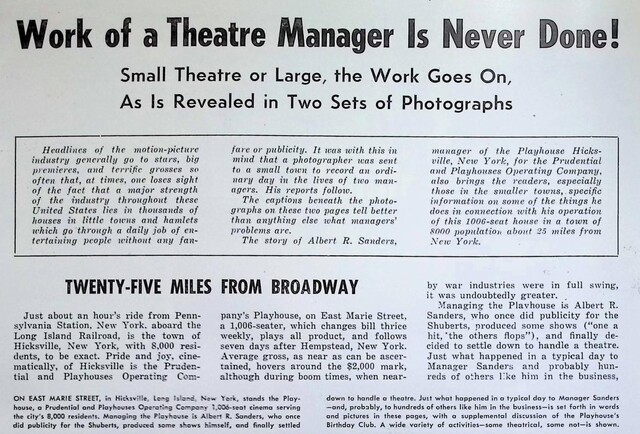 Work of a Theatre Manager Is Never Done!
Small Theatre or Large, the Work Goes On,
As Is Revealed in Two Sets of Photographs
Headlines of the motion-picture
industry generally go to stars, big
premieres, and terrific grosses so
often that, at times, one loses sight
of the fact that a major strength
of the industry throughout these
United States lies in thousands of
houses in little towns and hamlets
which go through a daily job of en-
tertaining people without any fan-
fare or publicity. It was with this in
mind that a photographer was sent
to a small town to record an ordi-
nary day in the lives of two man-
agers. His reports follow.
The captions beneath the photo-
graphs on these two pages tell better
than anything else what managers'
problems are.
The story of Albert R. Sanders,
manager of the Playhouse Hicks-
ville, New York, for the Prudential
and Playhouses Operating Company,
also brings the readers, especially
those in the smaller towns, specific
information on some of the things he
does in connection with his operation
of this 1006-seat house in a town of
8000 population about 25 miles from
New York.
TWENTY-FIVE MILES FROM BROADWAY
Just about an hour's ride from Penn-
sylvania Station, New York. aboard the
Long Island Railroad, is the town of
Hicksville, New York, with 8,000 resi-
dents, to be exact. Pride and joy, cine-
matically, of Hicksville is the Pruden-
tial and Playhouses Operating Com-
pany's Playhouse, on East Marie Street,
a 1,006-seater, which changes bill thrice
weekly, plays all product, and follows
seven days after Hempstead, New York.
Average gross, as near as can be ascer-
tained, hovers around the $2,000 mark,
although during boom times, when near-
by war industries were in full swing,
it was undoubtedly greater.
Managing the Playhouse is Albert R.
Sanders, who once did publicity for the
Shuberts, produced some shows ("one a
hit, the others flops"), and finally de-
cided to settle down to handle a theatre.
Just what happened in a typical day to
Manager Sanders and probably hun-
reds of others like him in the business,
ON EAST MARIE STREET, in Hicksville, Long Island, New York, stands the Play-
house, a Prudential and Playhouses Operating Company 1,006-seat cinema serving
the city's 8,000 residents. Managing the Playhouse is Albert R. Sanders, who once
did publicity for the Shuberts, produced some shows himself, and finally settled
down to handle a theatre. Just what happened in a typical day to Manager Sanders
—and, probably, to hundreds of others like him in the business—is set forth in words
and pictures in these pages, with a supplemental discussion of the Playhouse's
Birthday Club. A wide variety of activities—some theatrical, some not—is shown.